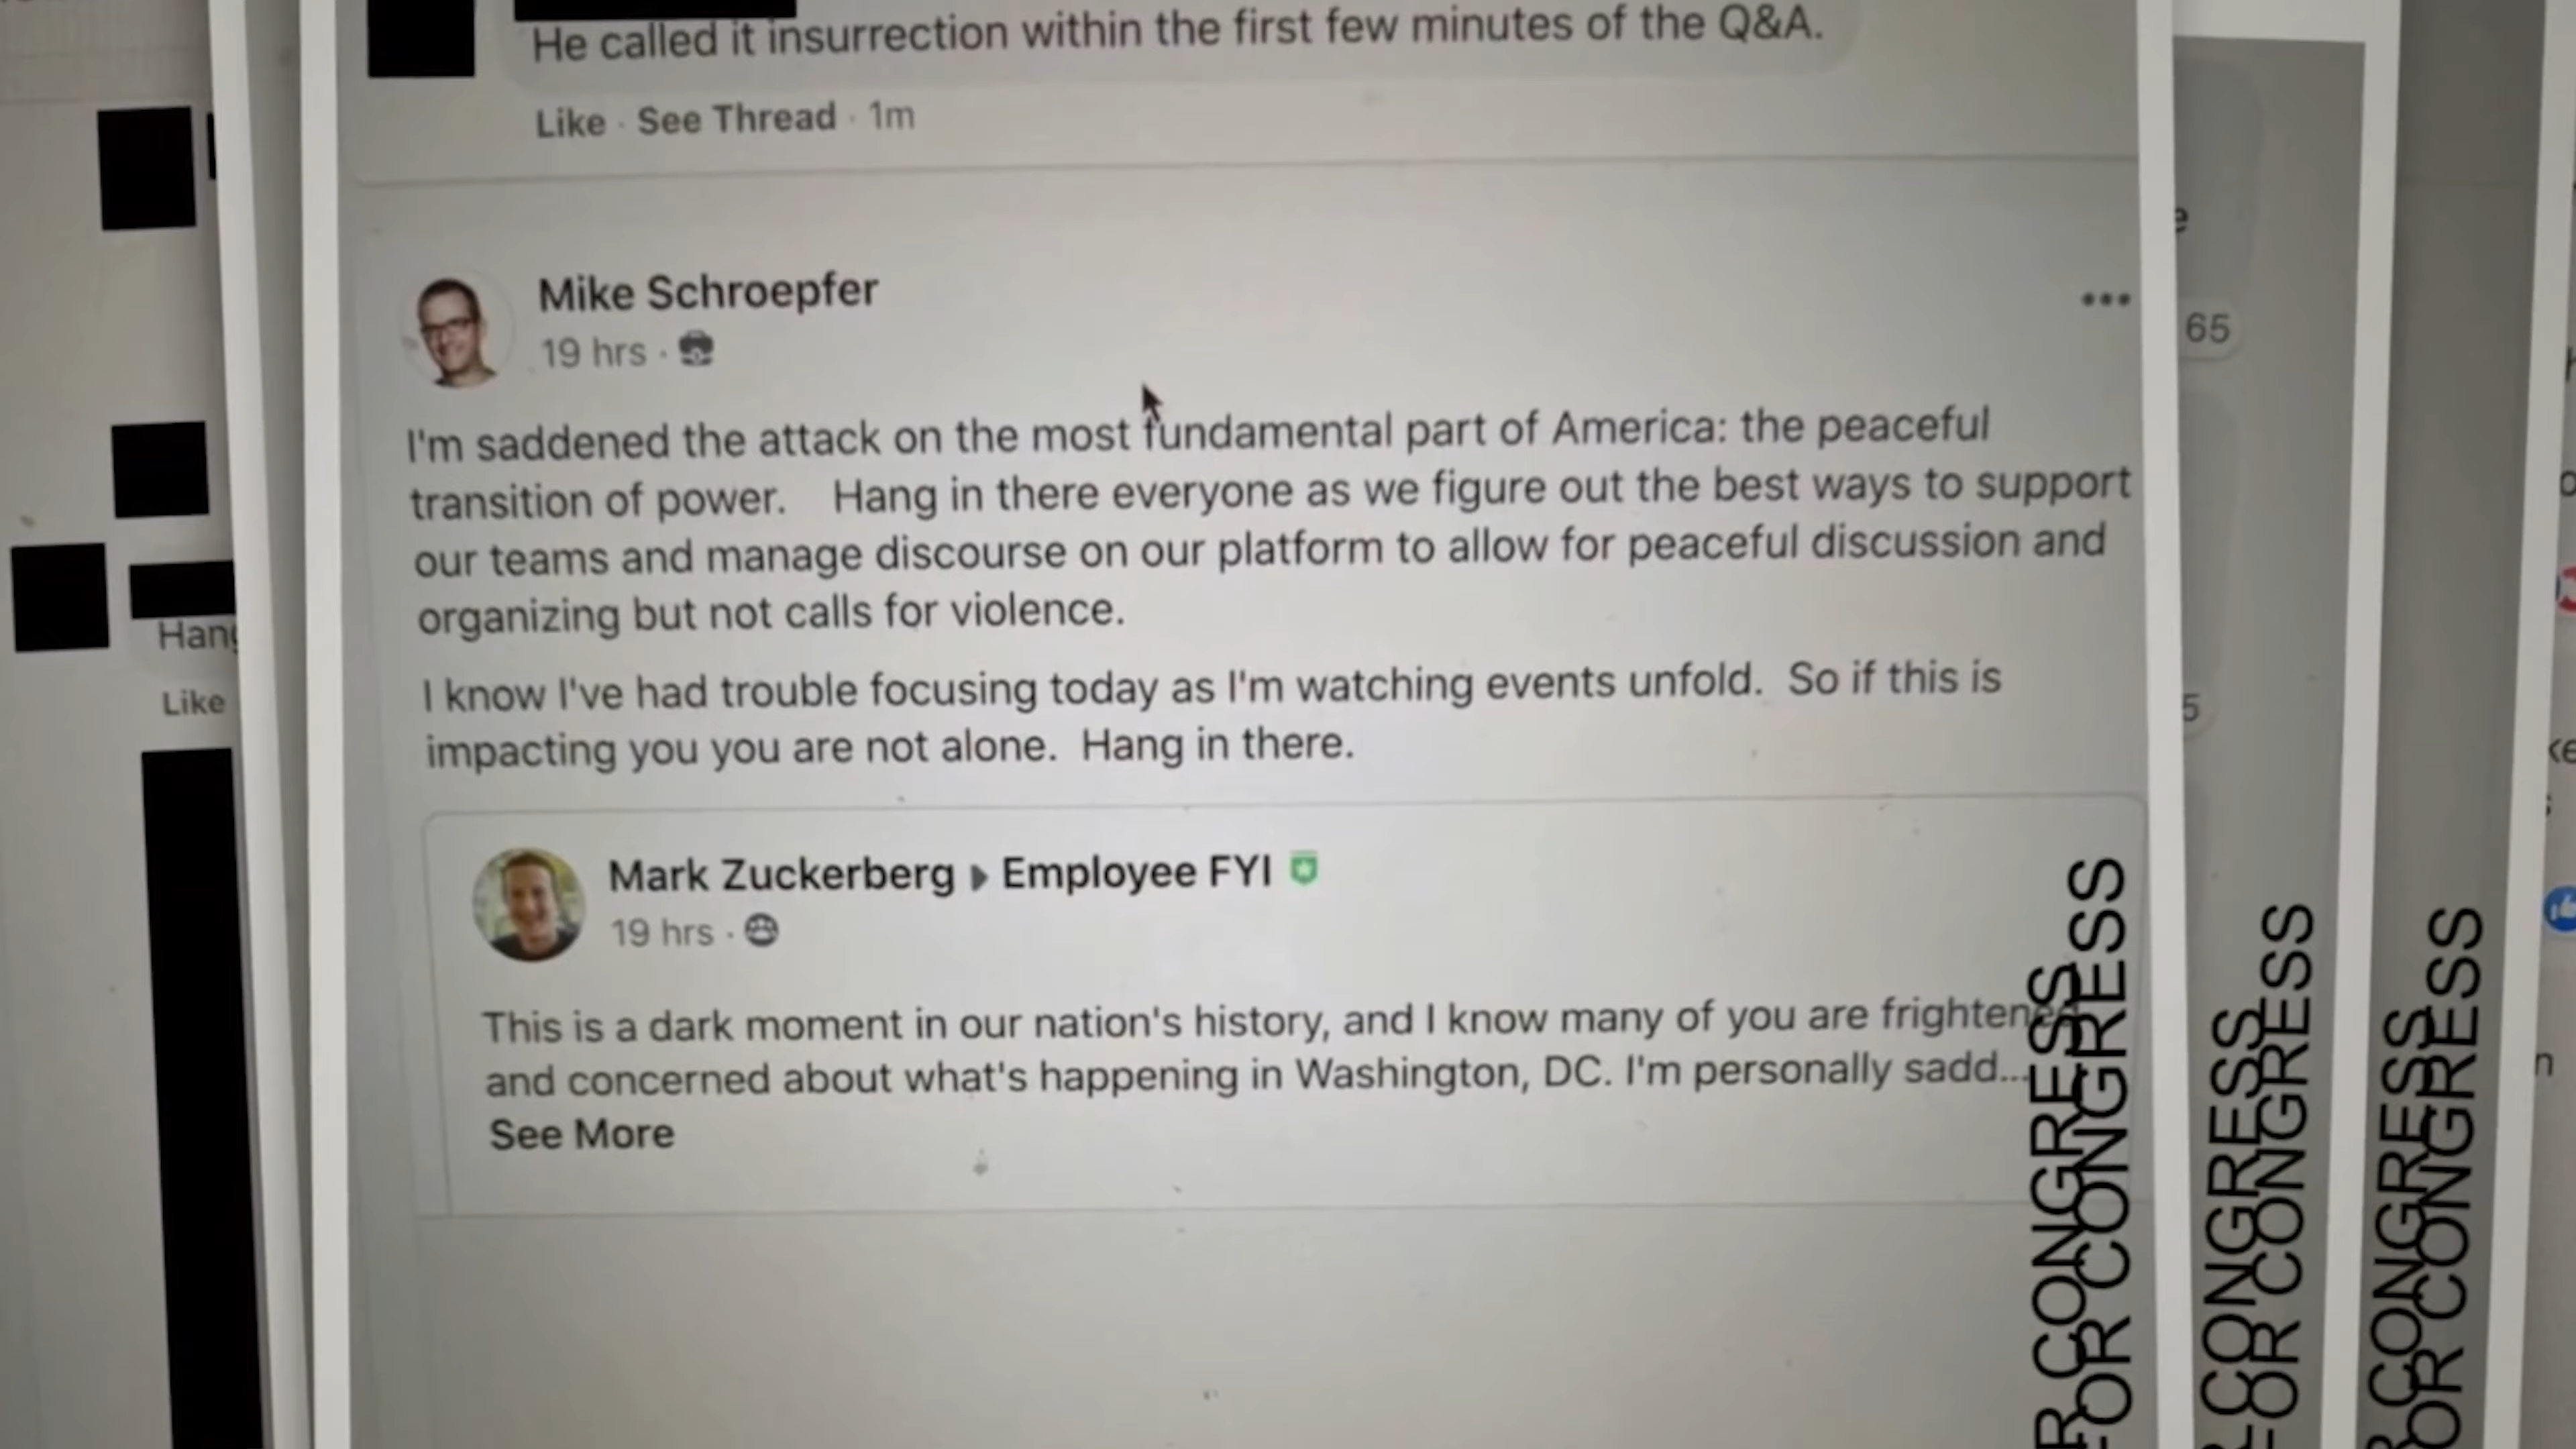 He called it insurrection within the first few minutes of the Q&A.
Like · See Thread · 1m
Mike Schroepfer
19 hrs ·
I'm saddened the attack on the most fundamental part of America: the peaceful
transition of power. Hang in there everyone as we figure out the best ways to support
our teams and manage discourse on our platform to allow for peaceful discussion and
organizing but not calls for violence.
I know I've had trouble focusing today as I'm watching events unfold. So if this is
impacting you you are not alone. Hang in there.
Mark Zuckerberg Employee FYI
19 hrs ·
This is a dark moment in our nation's history, and I know many of you are frightened
and concerned about what's happening in Washington, DC. I'm personally sadd...
See More
Like
65
5
CONGRESS
FOR CONGRESS
CONGRESS
FOR CONGRESS
CONGRESS
FOR CONGRESS